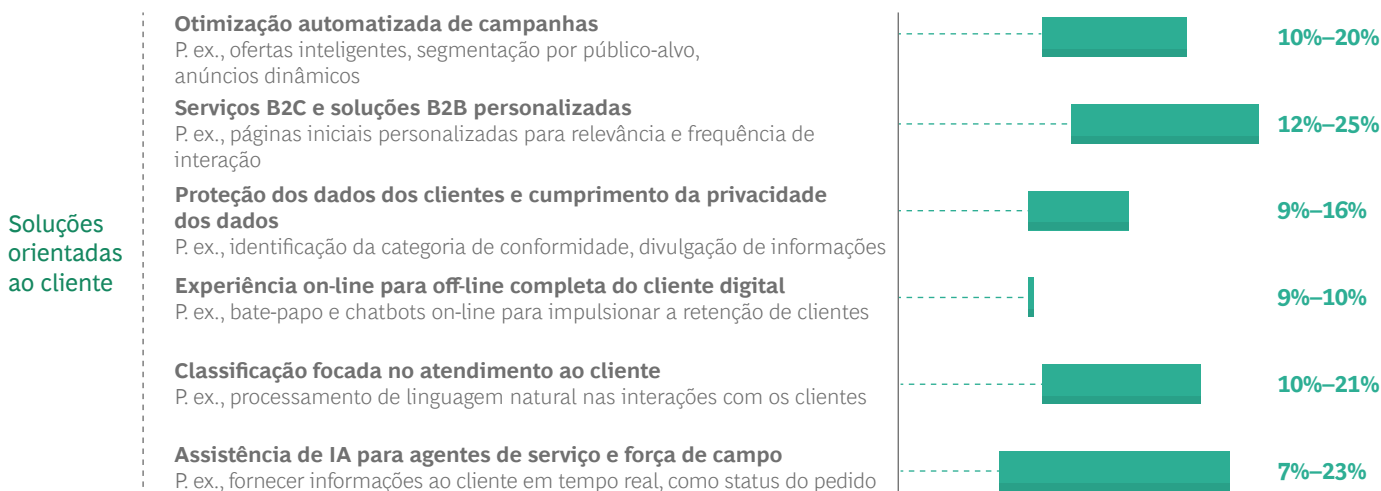 Soluções
orientadas
ao cliente
Otimização automatizada de campanhas
P. ex., ofertas inteligentes, segmentação por público-alvo,
anúncios dinâmicos
10%–20%
Serviços B2C e soluções B2B personalizadas
P. ex., páginas iniciais personalizadas para relevância e frequência de
interação
12%–25%
Proteção dos dados dos clientes e cumprimento da privacidade
dos dados
P. ex., identificação da categoria de conformidade, divulgação de informações
9%–16%
Experiência on-line para off-line completa do cliente digital
P. ex., bate-papo e chatbots on-line para impulsionar a retenção de clientes
9%–10%
Classificação focada no atendimento ao cliente
P. ex., processamento de linguagem natural nas interações com os clientes
10%–21%
Assistência de IA para agentes de serviço e força de campo
P. ex., fornecer informações ao cliente em tempo real, como status do pedido
7%–23%